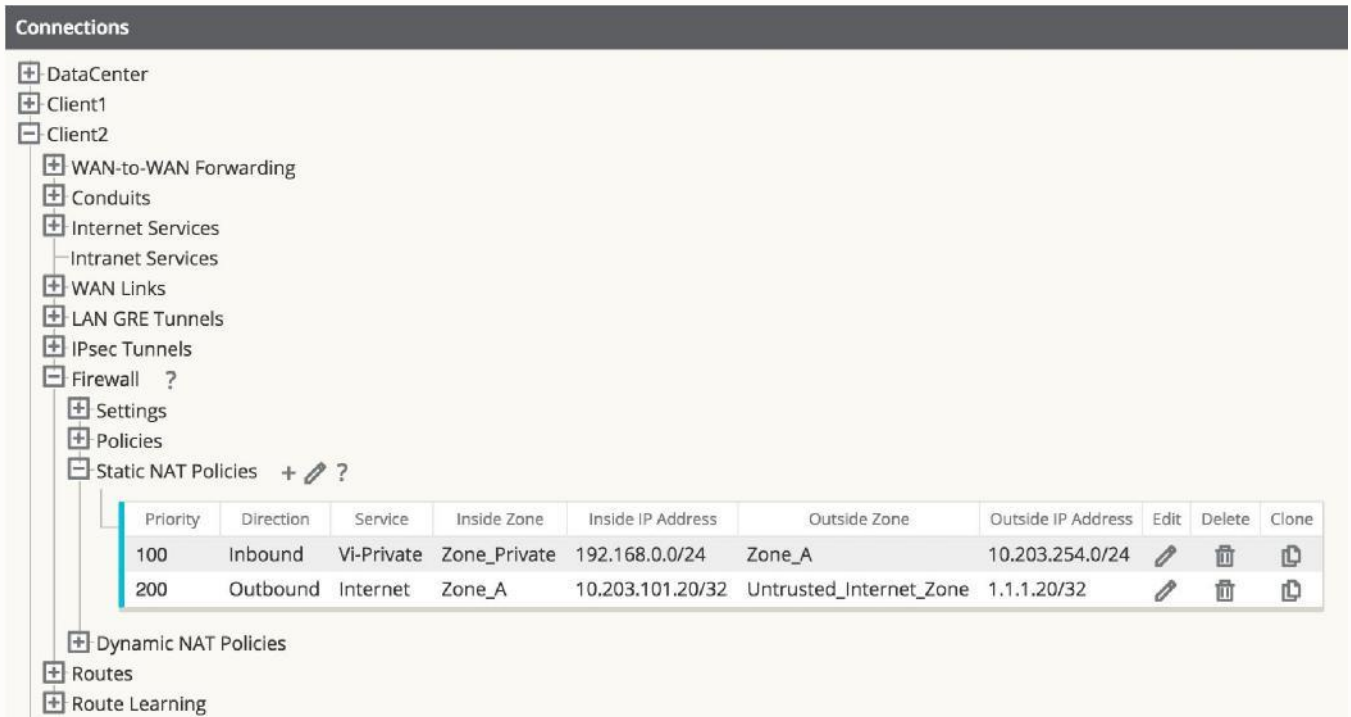 Connections
DataCenter
Client1
Client2
WAN-to-WAN Forwarding
Conduits
Internet Services
Intranet Services
WAN Links
LAN GRE Tunnels
IPsec Tunnels
Firewall ?
Settings
Policies
Static NAT Policies + ?
Priority Direction Service Inside Zone Inside IP Address Outside Zone Outside IP Address Edit Delete Clone
100 Inbound Vi-Private Zone_Private 192.168.0.0/24 Zone_A 10.203.254.0/24
200 Outbound Internet Zone_A 10.203.101.20/32 Untrusted_Internet_Zone 1.1.1.20/32
Dynamic NAT Policies
Routes
Route Learning